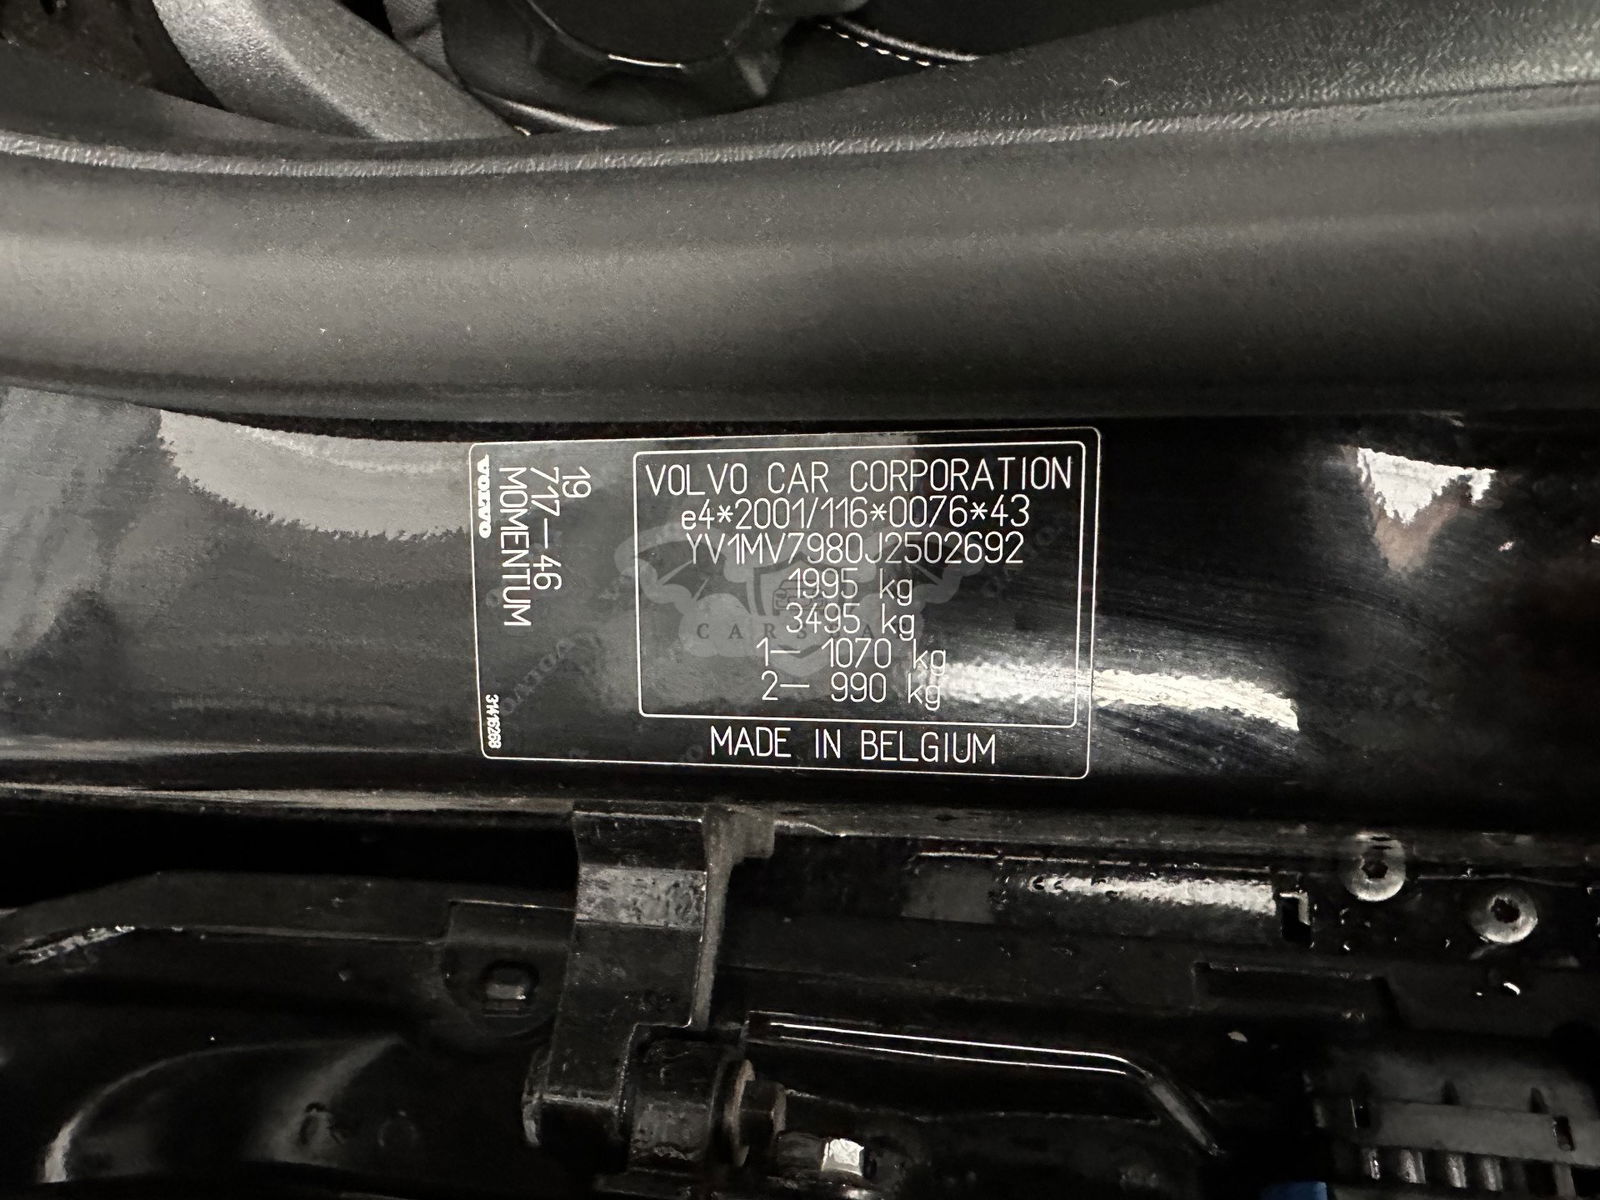 VOLVO
31416268
19
717-46
MOMENTUM
VOLVO CAR CORPORATION
e4*2001/116*0076*43
YV1MV7980J2502692
1995 kg
3495 kg
1- 1070 kg
2- 990 kg
MADE IN BELGIUM